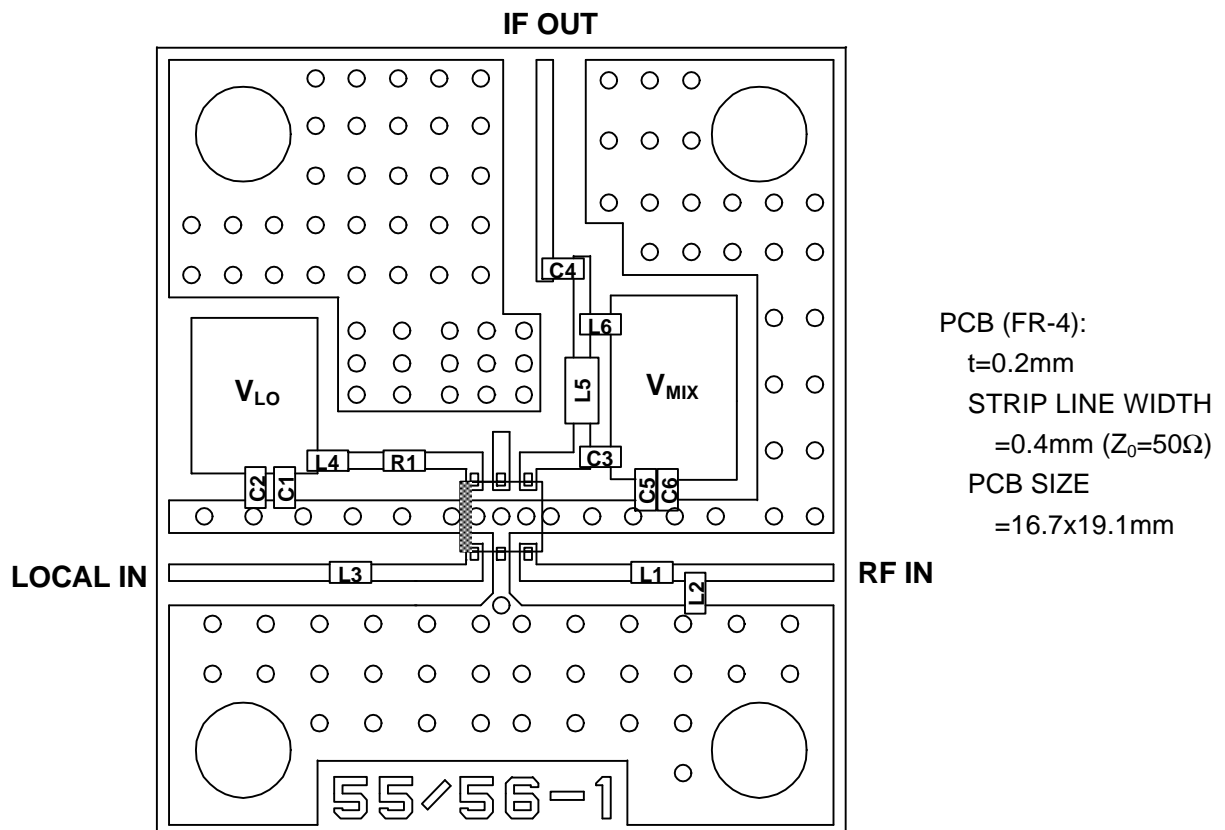 IF OUT
C4
L6
PCB (FR-4):
t=0.2mm
STRIP LINE WIDTH
=0.4mm (Z₀=50Ω)
PCB SIZE
=16.7x19.1mm
V_LO
L5
V_MIX
L4
R1
C3
C2
C1
C5
C6
LOCAL IN
L3
L1
RF IN
L2
55/56-1